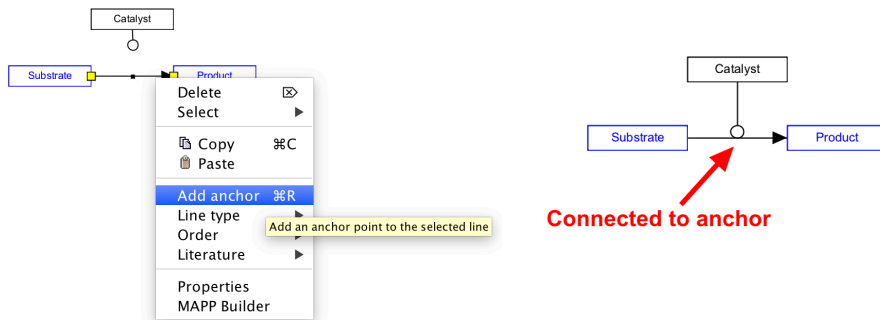 Catalyst
Substrate
Product
Delete
Select
Copy ⌘C
Paste
Add anchor ⌘R
Line type
Add an anchor point to the selected line
Order
Literature
Properties
MAPP Builder
Catalyst
Substrate
Product
Connected to anchor